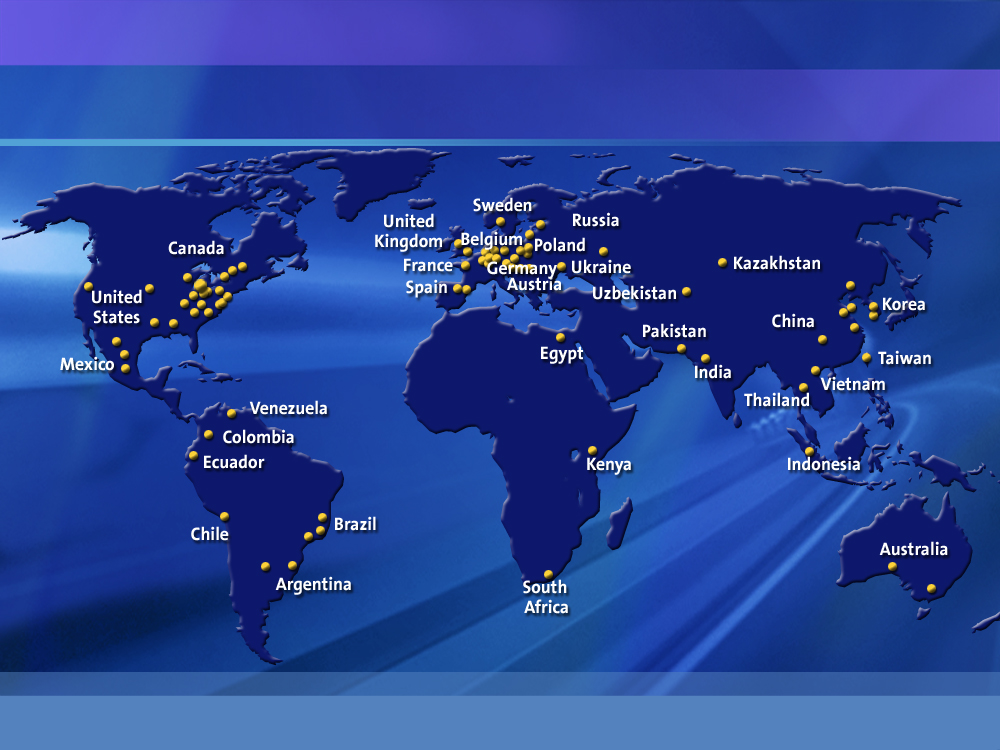 Sweden
United
Kingdom
Belgium
Russia
Poland
Canada
France
Germany
Ukraine
Kazakhstan
Spain
Austria
United
States
Uzbekistan
Korea
China
Pakistan
Mexico
Egypt
India
Taiwan
Vietnam
Thailand
Venezuela
Colombia
Ecuador
Kenya
Indonesia
Chile
Brazil
Australia
Argentina
South
Africa